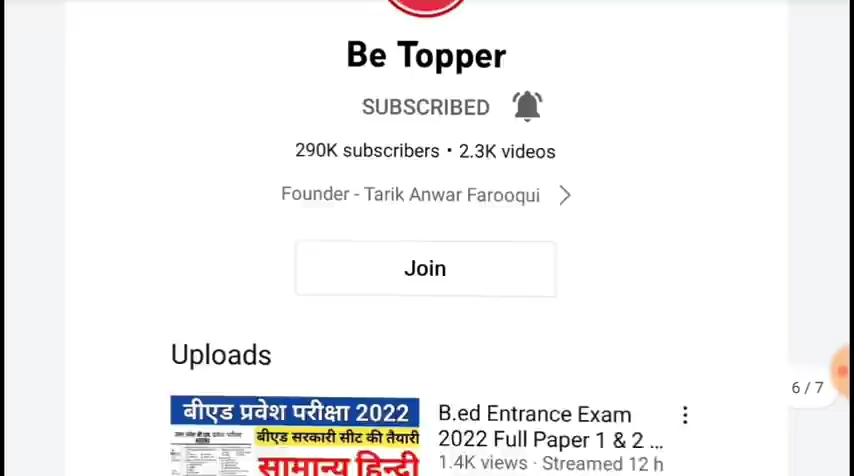 Be Topper
SUBSCRIBED
290K subscribers • 2.3K videos
Founder - Tarik Anwar Farooqui
Join
Uploads
बीएड प्रवेश परीक्षा 2022
बीएड सरकारी सीट की तैयारी
सामान्य हिन्दी
B.ed Entrance Exam
2022 Full Paper 1 & 2 ...
1.4K views · Streamed 12 h
6 / 7